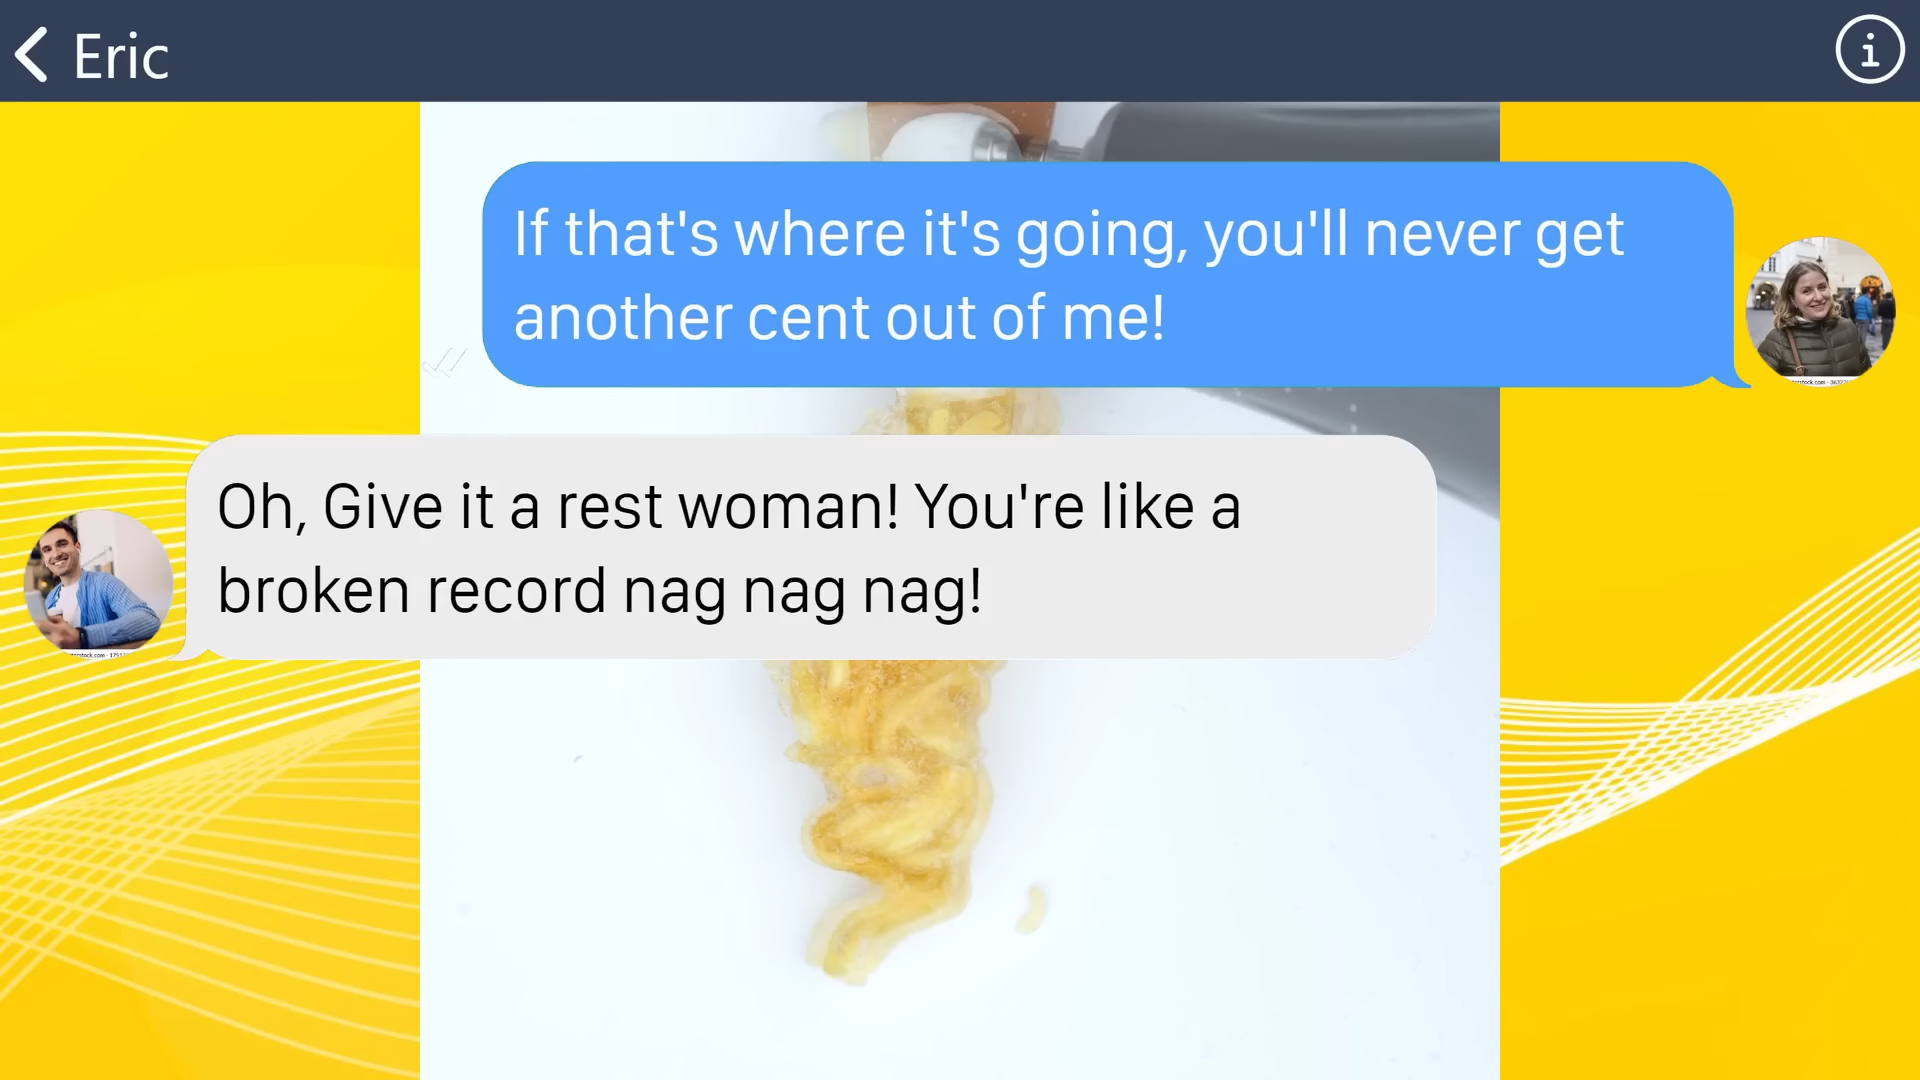 Eric
If that's where it's going, you'll never get
another cent out of me!
Oh, Give it a rest woman! You're like a
broken record nag nag nag!